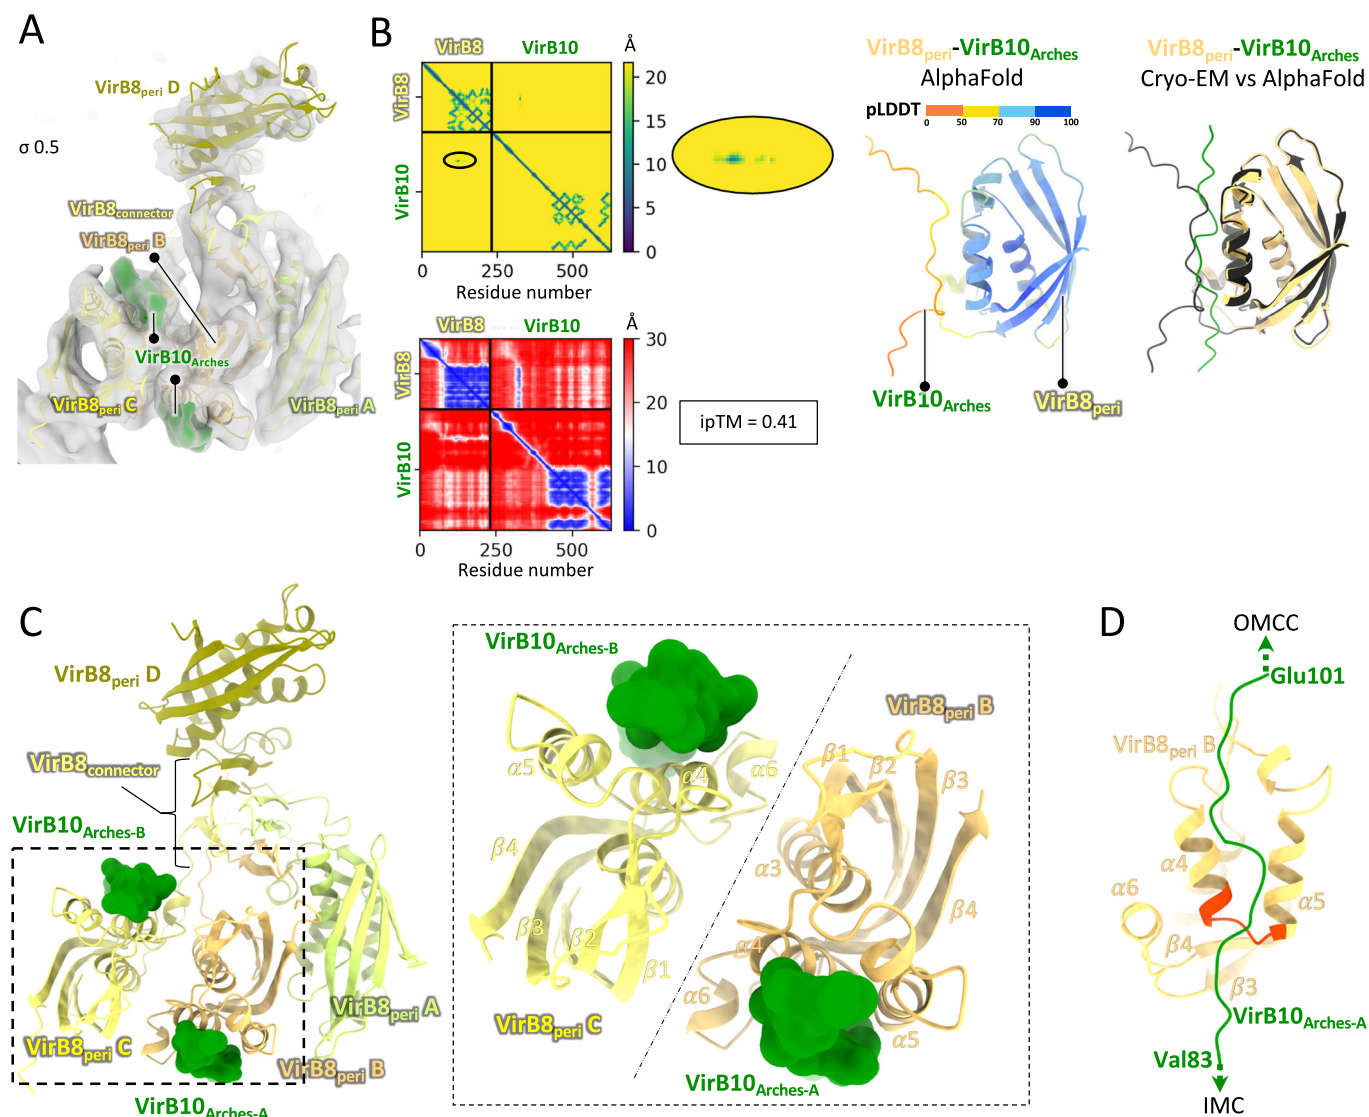 A
VirB8peri D
σ 0.5
VirB8connector
VirB8peri B
VirB10Arches
VirB8peri C
VirB8peri A
B
VirB8 VirB10
Å
VirB8
VirB10
20
15
10
5
0
0 250 500
Residue number
VirB8 VirB10
Å
VirB8
VirB10
30
20
10
0
0 250 500
Residue number
ipTM = 0.41
VirB8peri-VirB10Arches
AlphaFold
pLDDT
0 50 70 90 100
VirB10Arches
VirB8peri
VirB8peri-VirB10Arches
Cryo-EM vs AlphaFold
C
VirB8peri D
VirB8connector
VirB10Arches-B
VirB8peri C
VirB8peri A
VirB8peri B
VirB10Arches-A
VirB10Arches-B
α5
α4
α6
β4
β3
β2
β1
VirB8peri C
VirB8peri B
β1
β2
β3
α3
β4
α4
α6
α5
VirB10Arches-A
D
OMCC
Glu101
VirB8peri B
α4
α6
α5
β4
β3
VirB10Arches-A
Val83
IMC